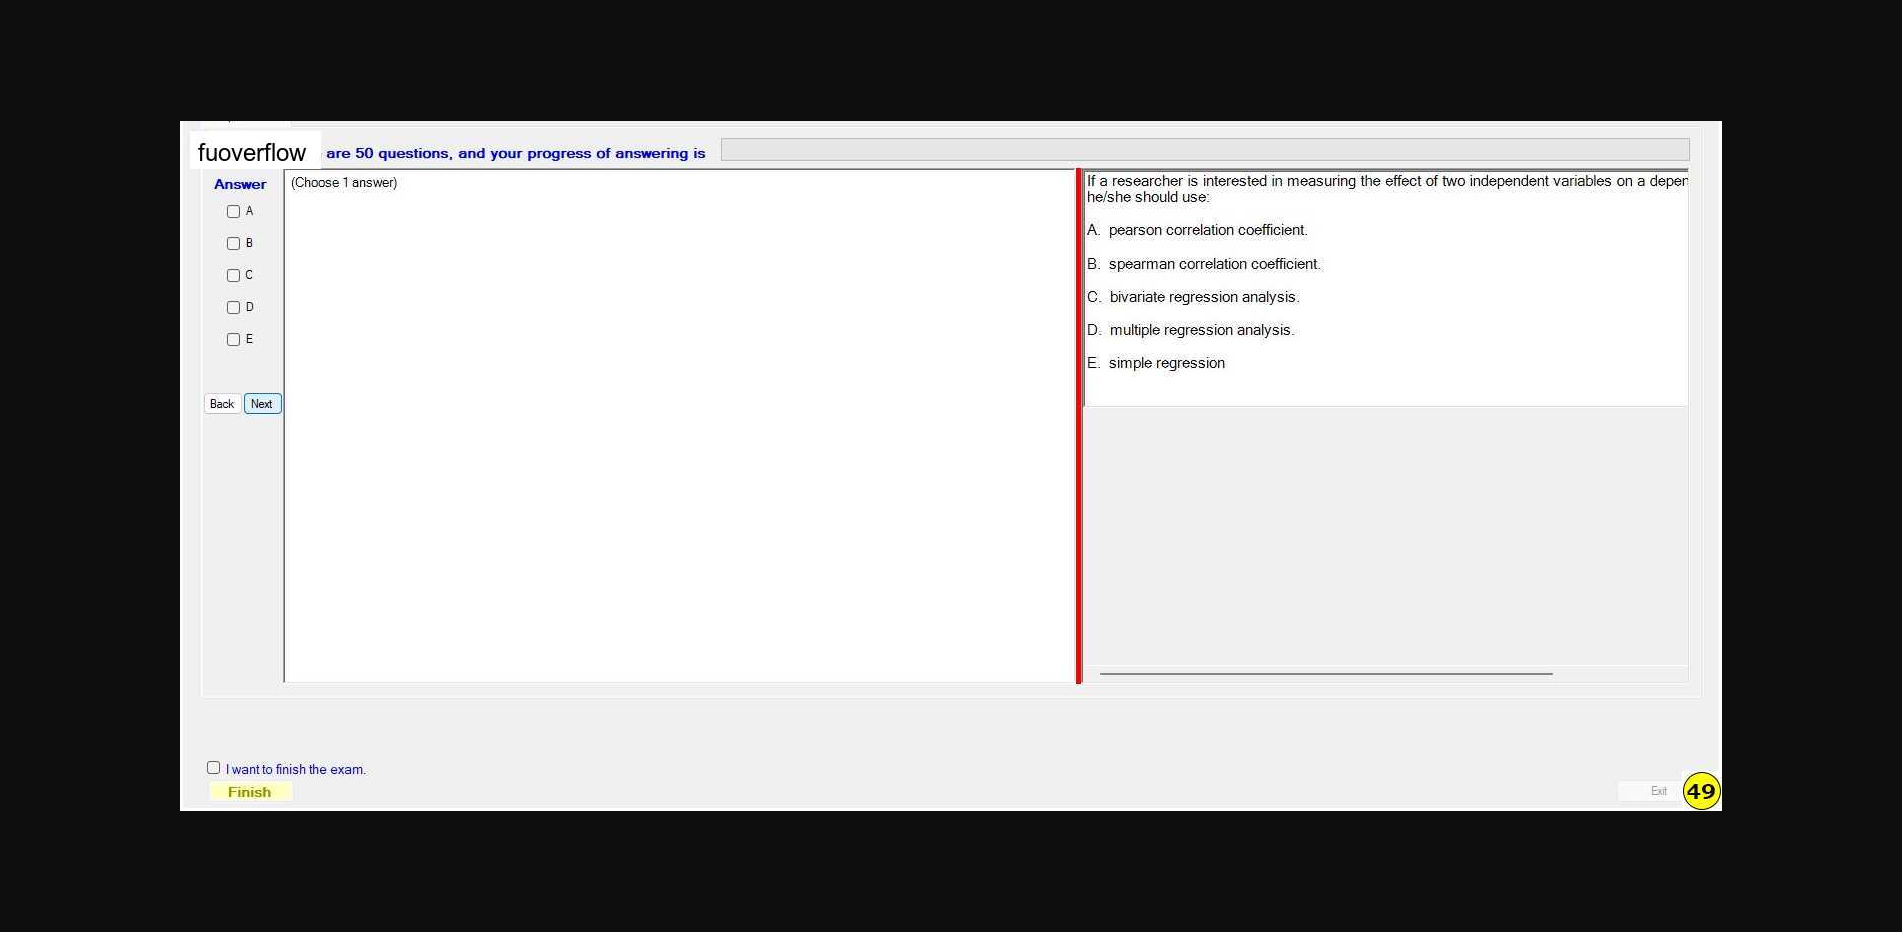 fuoverflow are 50 questions, and your progress of answering is
Answer
A
B
C
D
E
Back Next
(Choose 1 answer)
If a researcher is interested in measuring the effect of two independent variables on a depen
he/she should use:
A. pearson correlation coefficient.
B. spearman correlation coefficient.
C. bivariate regression analysis.
D. multiple regression analysis.
E. simple regression
I want to finish the exam.
Finish
Exit
49